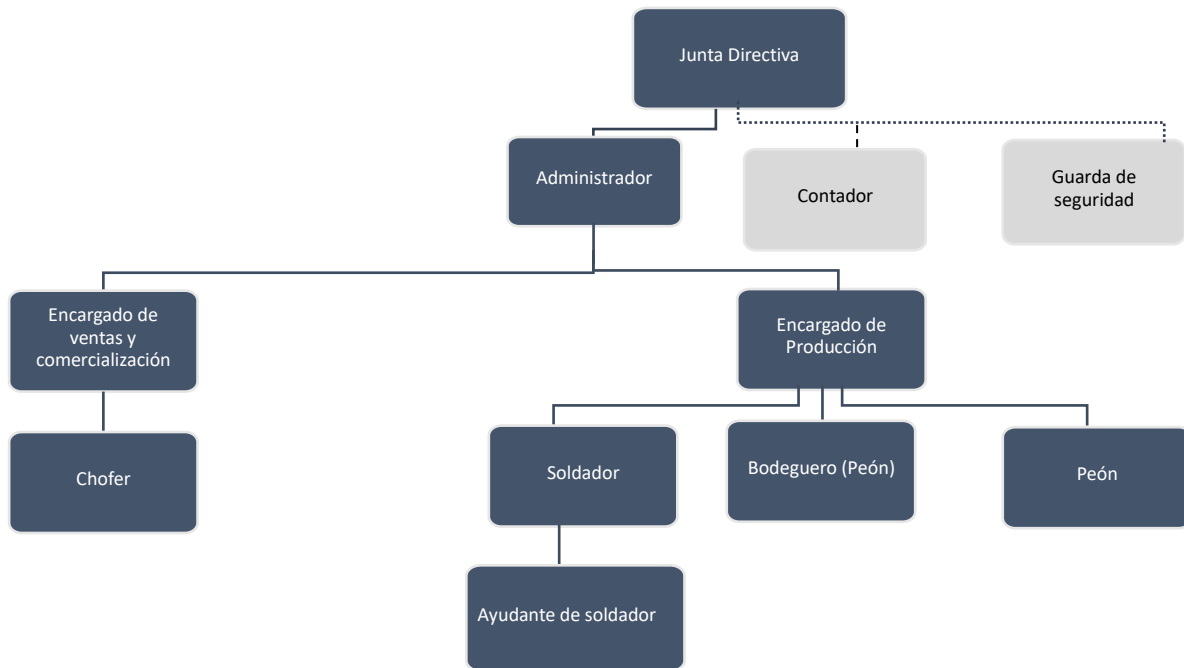 Junta Directiva
Administrador
Contador
Guarda de
seguridad
Encargado de
ventas y
comercialización
Encargado de
Producción
Chofer
Soldador
Bodeguero (Peón)
Peón
Ayudante de soldador